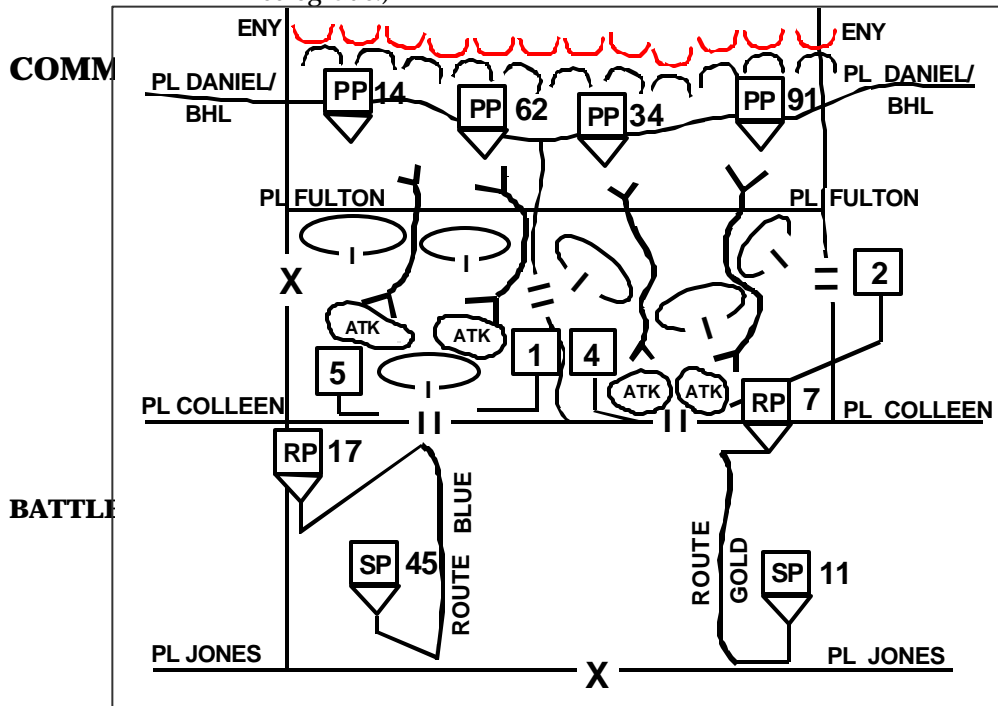 ENY ENY
COMM
PL DANIEL/ BHL PP 14 PP 62 PP 34 PP 91 PL DANIEL/ BHL
PL FULTON PL FULTON
X I I 2
ATK ATK
5 I 1 4 ATK ATK RP 7
PL COLLEEN PL COLLEEN
RP 17
BATTLE
ROUTE BLUE
ROUTE GOLD
SP 45 SP 11
PL JONES PL JONES
X